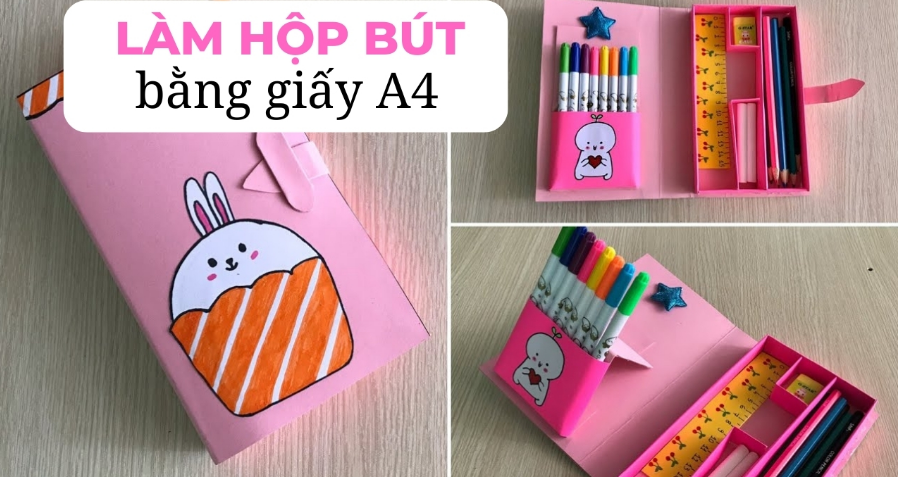 LÀM HỘP BÚT
bằng giấy A4